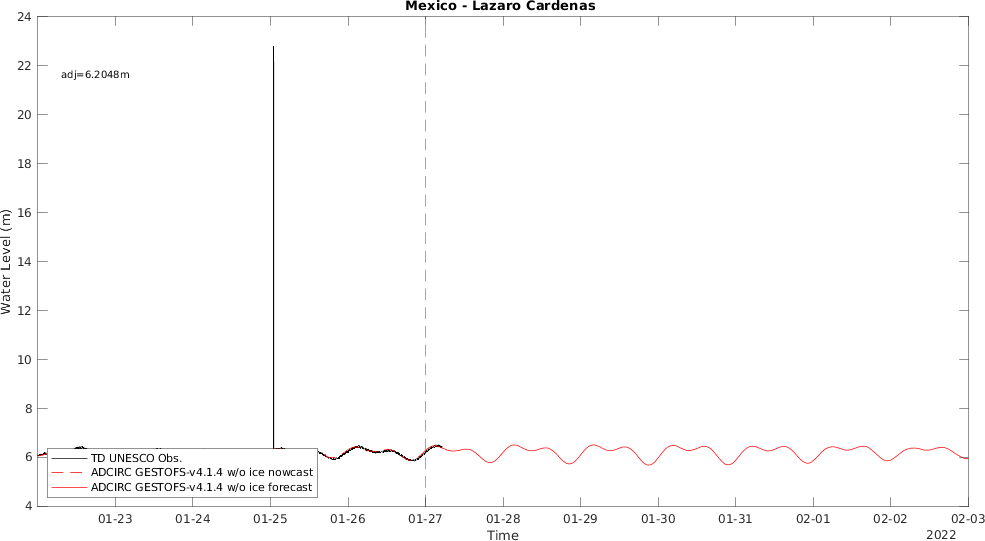 Mexico - Lazaro Cardenas
24
22
20
18
16
14
12
10
8
6
4
Water Level (m)
adj=6.2048m
TD UNESCO Obs.
ADCIRC GESTOFS-v4.1.4 w/o ice nowcast
ADCIRC GESTOFS-v4.1.4 w/o ice forecast
01-23 01-24 01-25 01-26 01-27 01-28 01-29 01-30 01-31 02-01 02-02 02-03
Time
2022